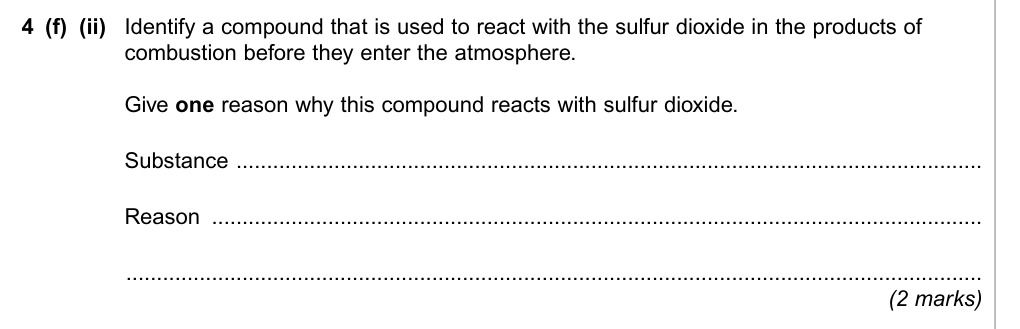 4 (f) (ii) Identify a compound that is used to react with the sulfur dioxide in the products of
combustion before they enter the atmosphere.
Give one reason why this compound reacts with sulfur dioxide.
Substance ..........................................................................................................................
Reason ..............................................................................................................................
............................................................................................................................................
(2 marks)